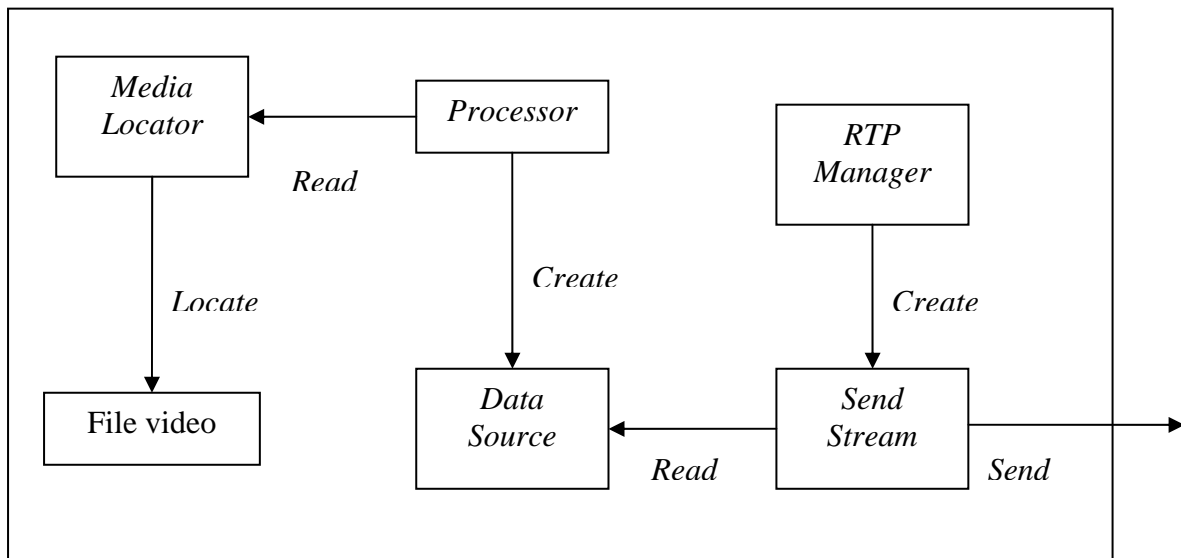 Media
Locator
Processor
RTP
Manager
Read
Create
Locate
Create
File video
Data
Source
Send
Stream
Read
Send